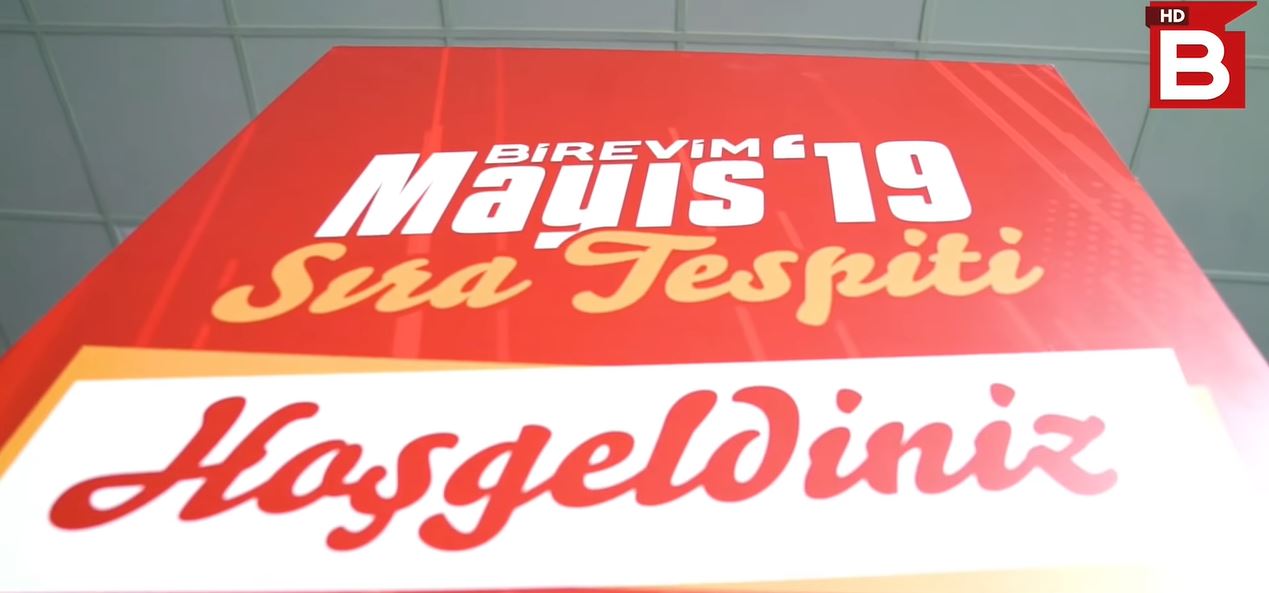 HD
B
BİREVİM
Mayıs '19
Sıra Tespiti
Hoşgeldiniz